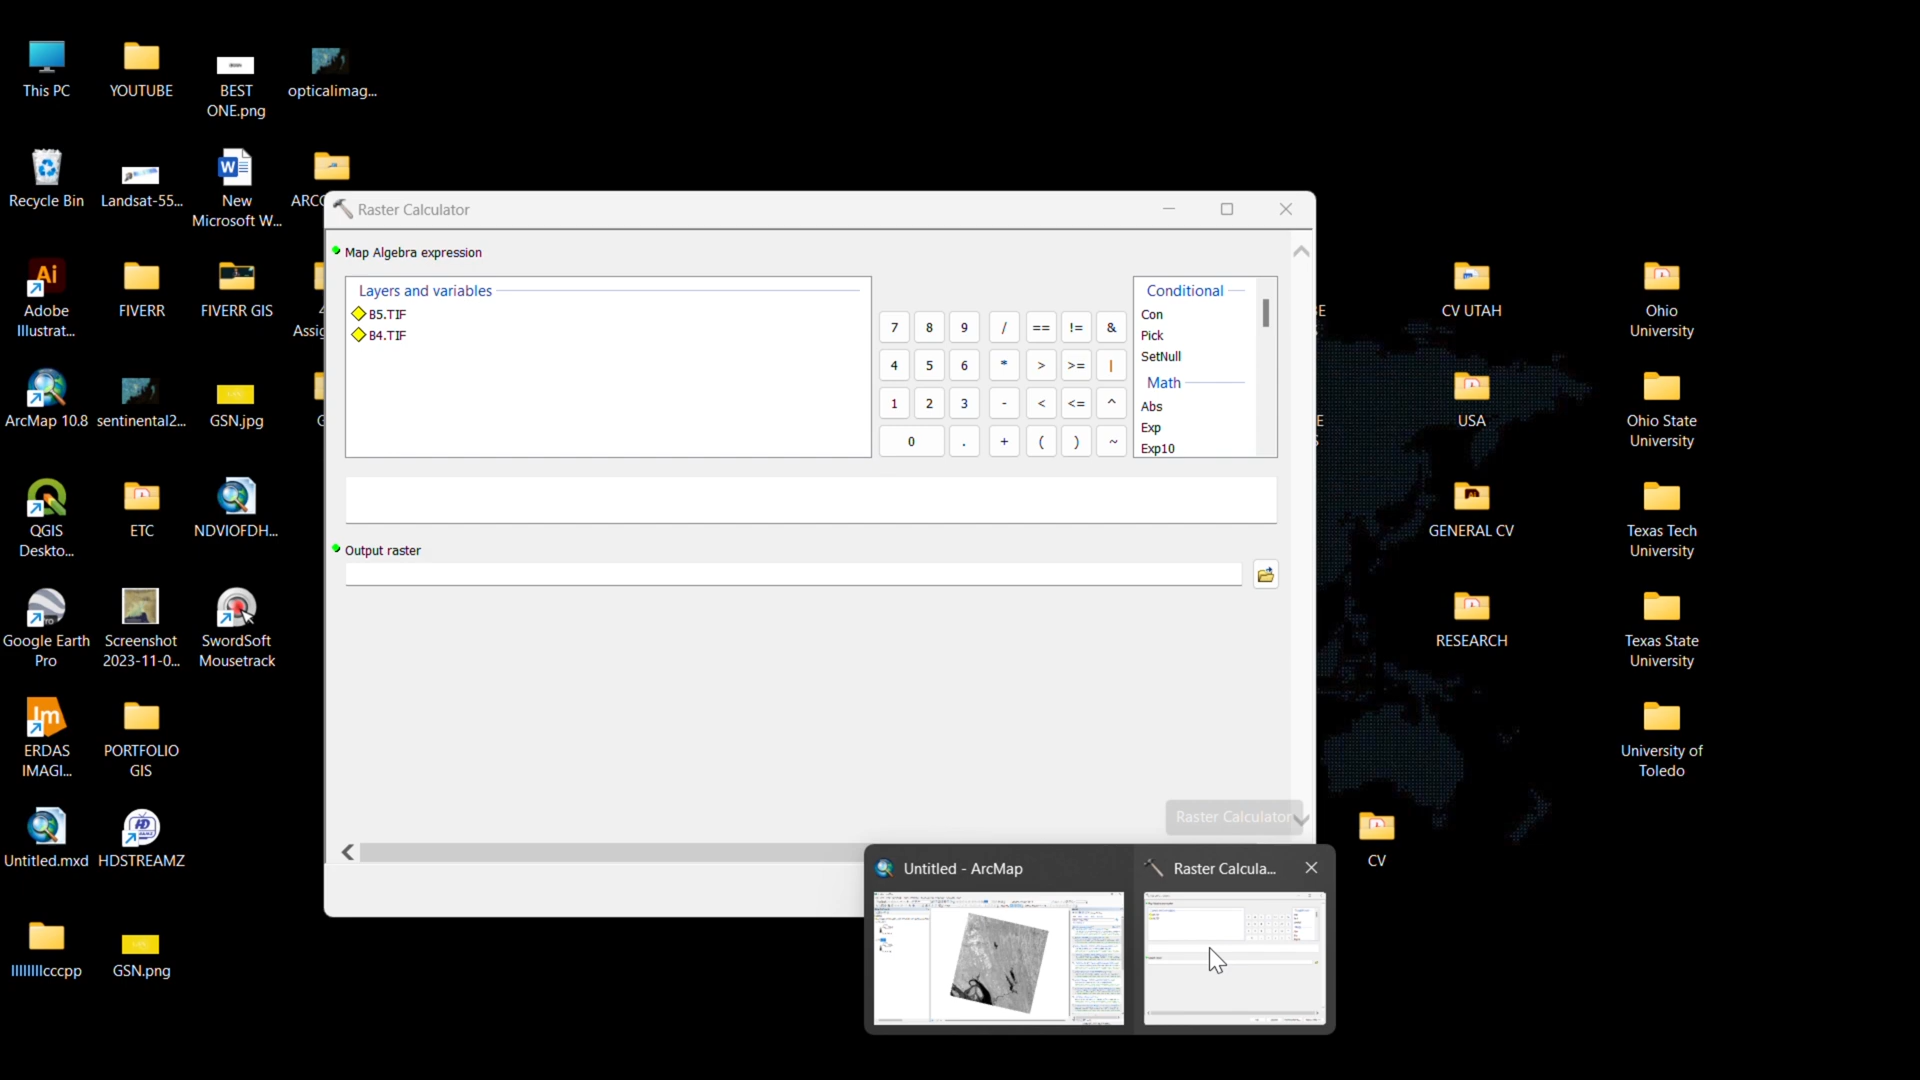 This PC
YOUTUBE
BEST
ONE.png
opticalimag...
Recycle Bin
Landsat-55...
New
Microsoft W...
Adobe
Illustrat...
FIVERR
FIVERR GIS
ArcMap 10.8
sentinental2...
GSN.jpg
QGIS
Deskto...
ETC
NDVIOFDH...
Google Earth
Pro
Screenshot
2023-11-0...
SwordSoft
Mousetrack
ERDAS
IMAGI...
PORTFOLIO
GIS
Untitled.mxd
HDSTREAMZ
IIIIIIIIcccpp
GSN.png
Raster Calculator
Map Algebra expression
Layers and variables
B5.TIF
B4.TIF
7 8 9 / == != &
4 5 6 * > >= |
1 2 3 - < <= ^
0 . + ( ) ~
Conditional
Con
Pick
SetNull
Math
Abs
Exp
Exp10
Output raster
Raster Calculator
Untitled - ArcMap
Raster Calcula...
CV UTAH
USA
GENERAL CV
RESEARCH
CV
Ohio
University
Ohio State
University
Texas Tech
University
Texas State
University
University of
Toledo